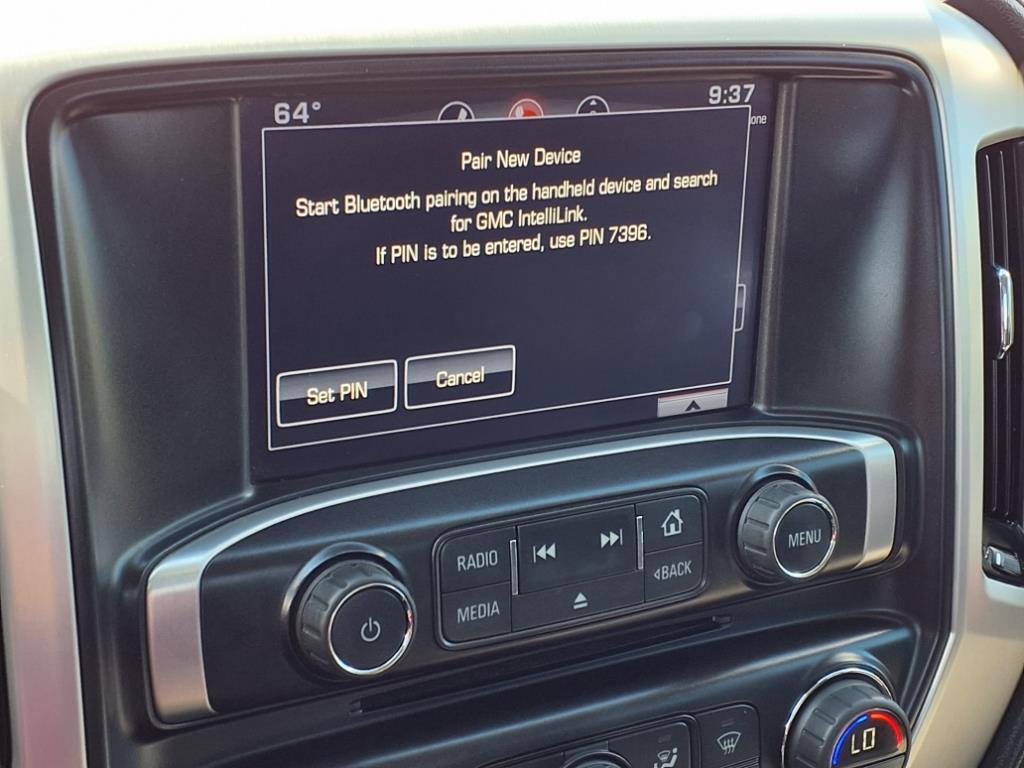 64° 9:37
one
Pair New Device
Start Bluetooth pairing on the handheld device and search
for GMC IntelliLink.
If PIN is to be entered, use PIN 7396.
Set PIN Cancel
RADIO
MEDIA
BACK
MENU
LO